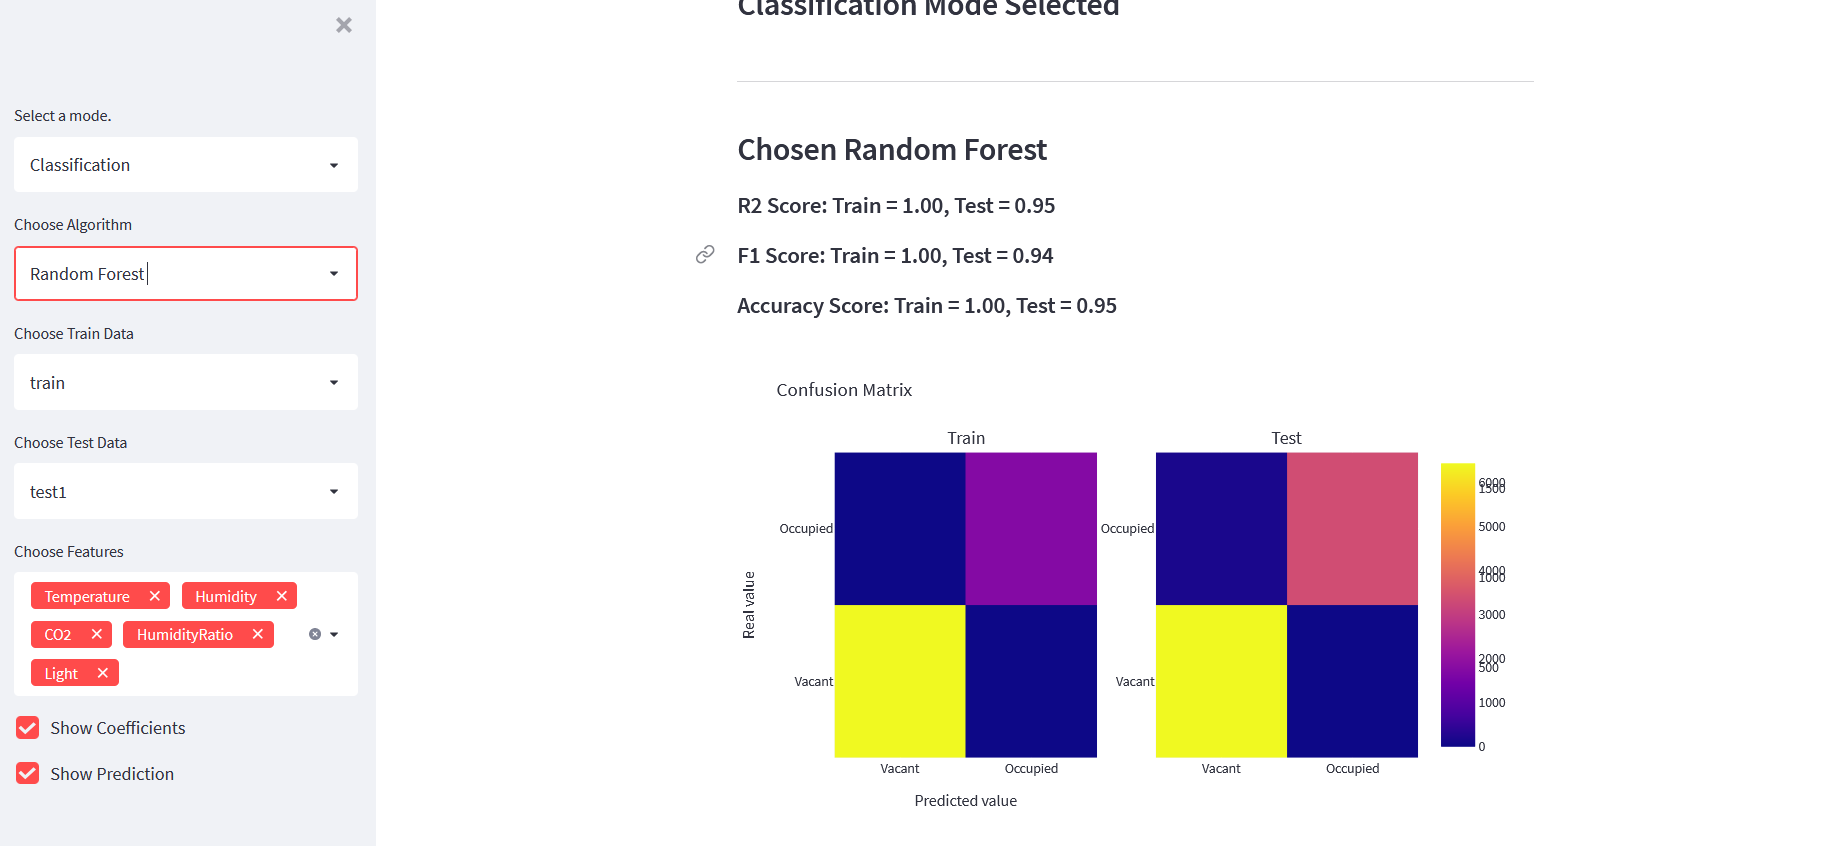 Select a mode.
Classification
Choose Algorithm
Random Forest
Choose Train Data
train
Choose Test Data
test1
Choose Features
Temperature
Humidity
CO2
HumidityRatio
Light
Show Coefficients
Show Prediction
Classification Mode Selected
Chosen Random Forest
R2 Score: Train = 1.00, Test = 0.95
F1 Score: Train = 1.00, Test = 0.94
Accuracy Score: Train = 1.00, Test = 0.95
Confusion Matrix
Train
Test
Occupied
Occupied
Real value
Vacant
Vacant
Vacant
Occupied
Vacant
Occupied
Predicted value
6000
1500
5000
4000
1000
3000
2000
500
1000
0